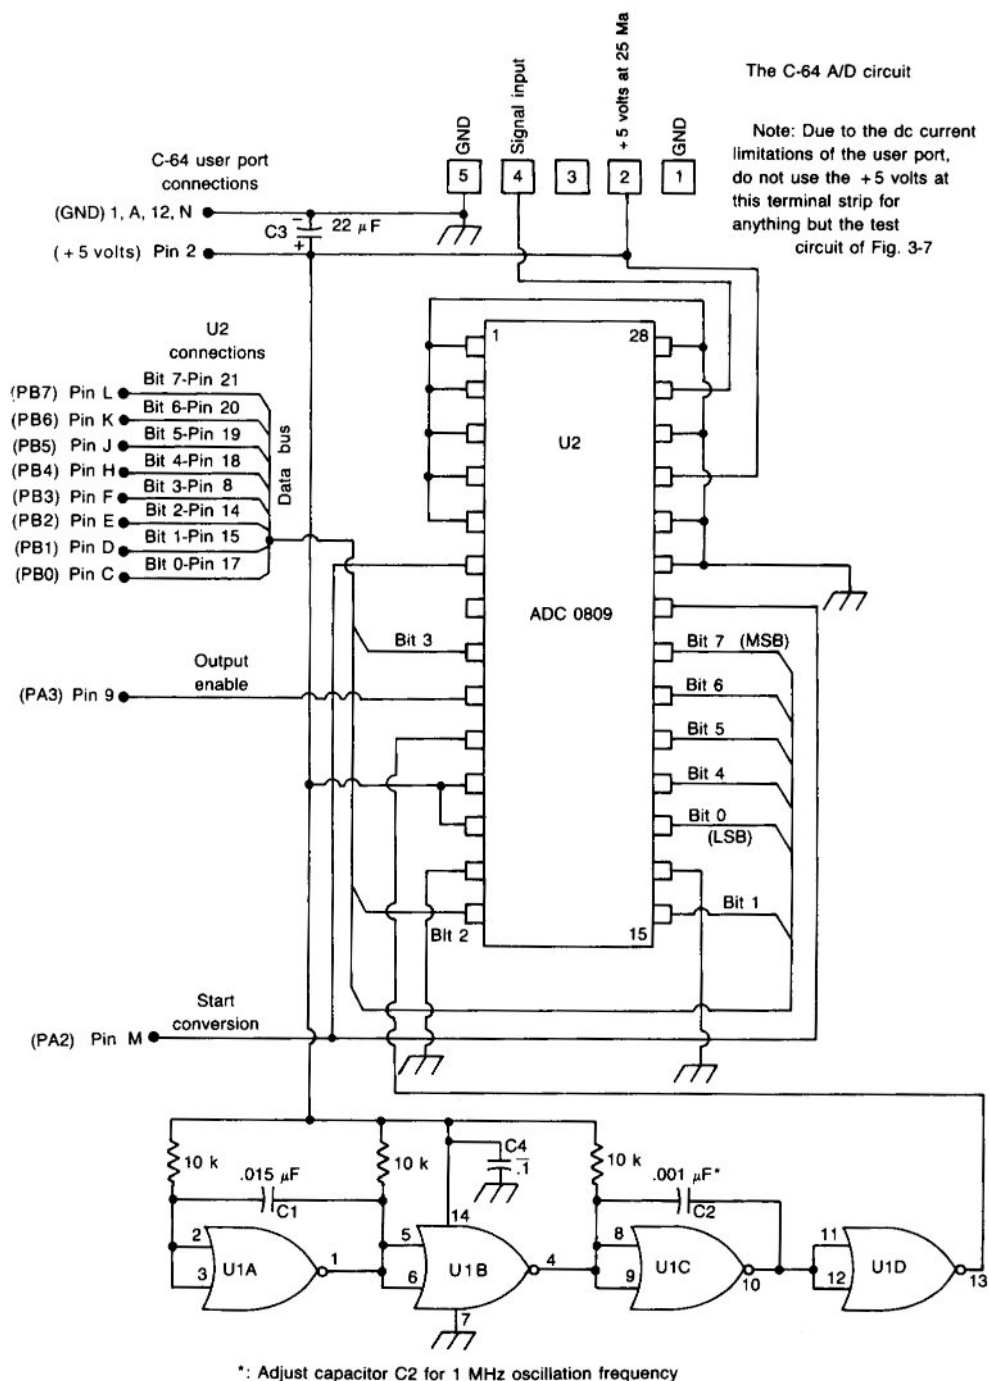 The C-64 A/D circuit
Note: Due to the dc current
limitations of the user port,
do not use the +5 volts at
this terminal strip for
anything but the test
circuit of Fig. 3-7
GND
Signal input
+5 volts at 25 Ma
GND
5
4
3
2
1
C-64 user port
connections
(GND) 1, A, 12, N
C3
−
+
22 µF
(+5 volts) Pin 2
U2
connections
(PB7) Pin L
Bit 7-Pin 21
(PB6) Pin K
Bit 6-Pin 20
(PB5) Pin J
Bit 5-Pin 19
(PB4) Pin H
Bit 4-Pin 18
(PB3) Pin F
Bit 3-Pin 8
(PB2) Pin E
Bit 2-Pin 14
(PB1) Pin D
Bit 1-Pin 15
(PB0) Pin C
Bit 0-Pin 17
Data bus
1
28
U2
ADC 0809
15
Bit 3
Output
enable
(PA3) Pin 9
Bit 2
Bit 7 (MSB)
Bit 6
Bit 5
Bit 4
Bit 0
(LSB)
Bit 1
Start
conversion
(PA2) Pin M
10 k
.015 µF
C1
10 k
C4
.1
10 k
.001 µF*
C2
2
3
U1A
1
14
5
6
U1B
4
7
8
9
U1C
10
11
12
U1D
13
*: Adjust capacitor C2 for 1 MHz oscillation frequency